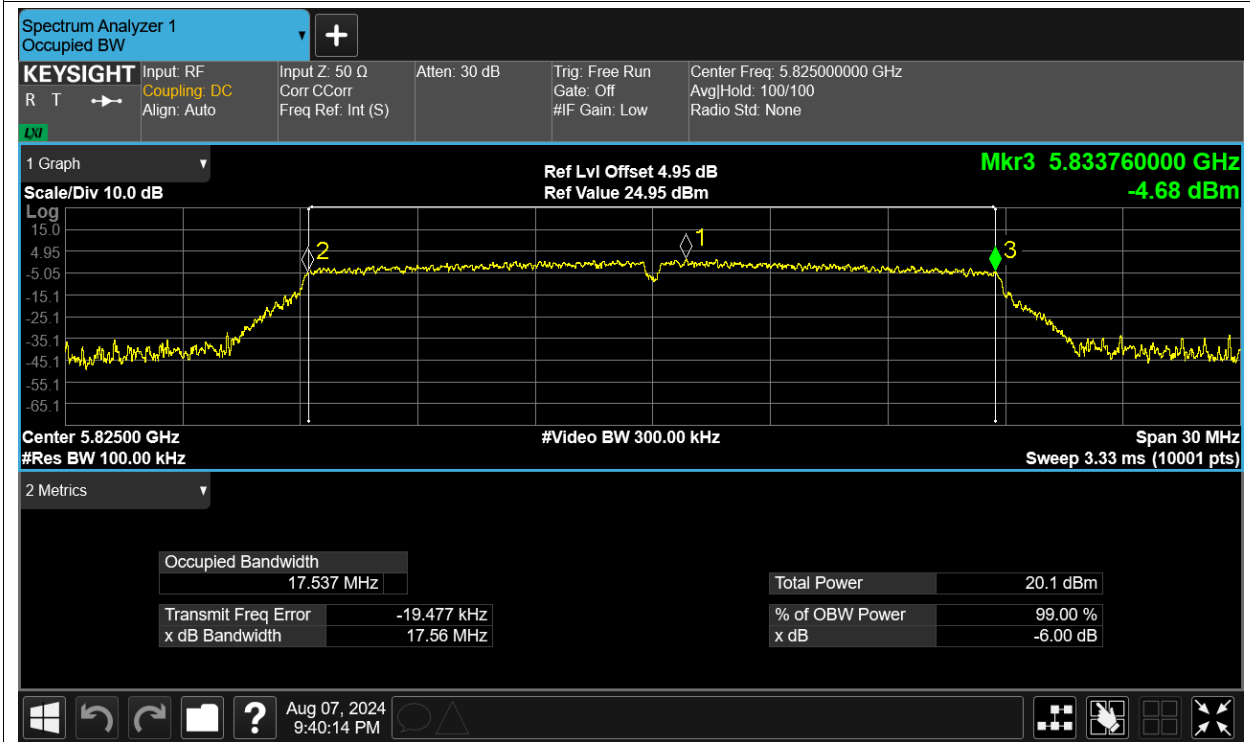 Spectrum Analyzer 1
Occupied BW
+
KEYSIGHT
R T
LXI
Input: RF
Coupling: DC
Align: Auto
Input Z: 50 Ω
Corr CCorr
Freq Ref: Int (S)
Atten: 30 dB
Trig: Free Run
Gate: Off
#IF Gain: Low
Center Freq: 5.825000000 GHz
Avg|Hold: 100/100
Radio Std: None
1 Graph
Scale/Div 10.0 dB
Ref Lvl Offset 4.95 dB
Ref Value 24.95 dBm
Mkr3 5.833760000 GHz
-4.68 dBm
Log
15.0
4.95
-5.05
-15.1
-25.1
-35.1
-45.1
-55.1
-65.1
2
1
3
Center 5.82500 GHz
#Res BW 100.00 kHz
#Video BW 300.00 kHz
Span 30 MHz
Sweep 3.33 ms (10001 pts)
2 Metrics
Occupied Bandwidth
17.537 MHz
Transmit Freq Error -19.477 kHz
x dB Bandwidth 17.56 MHz
Total Power 20.1 dBm
% of OBW Power 99.00 %
x dB -6.00 dB
?
Aug 07, 2024
9:40:14 PM